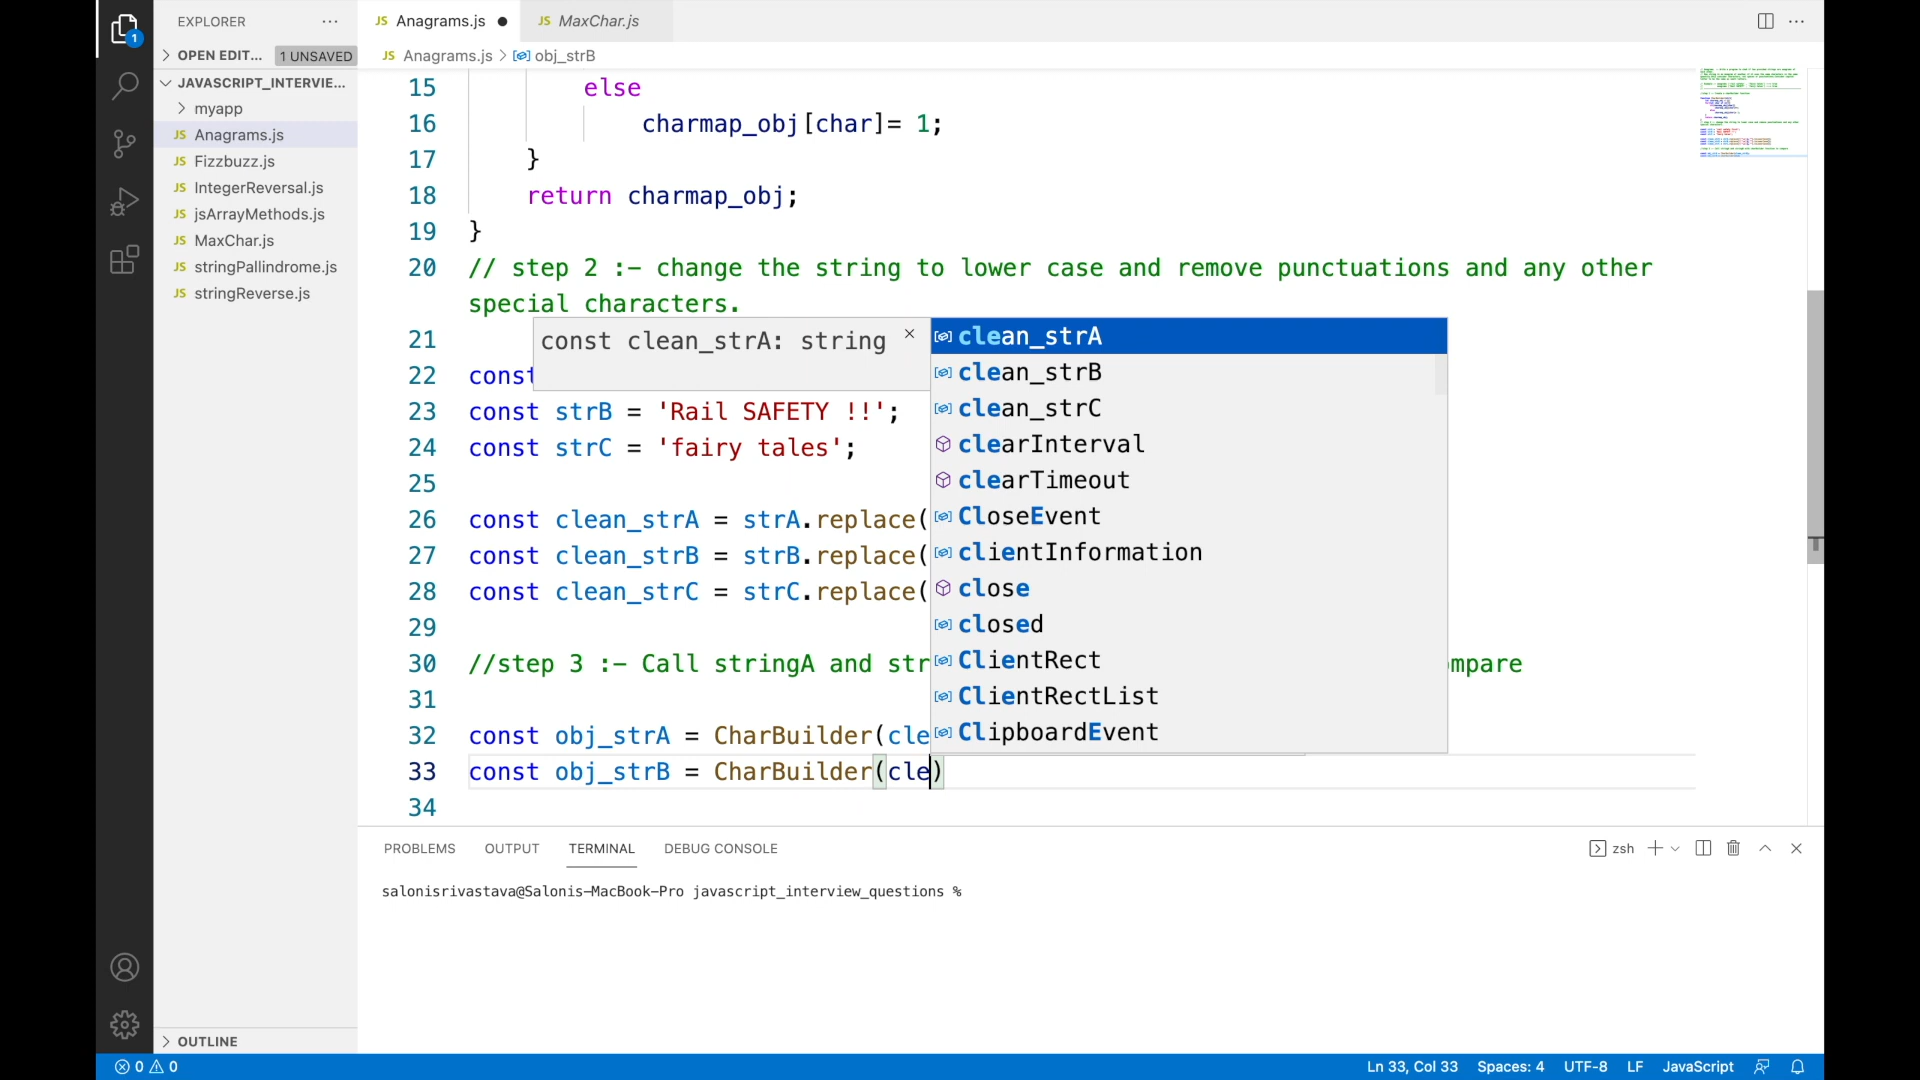 EXPLORER
OPEN EDIT... 1 UNSAVED
JAVASCRIPT_INTERVIE...
myapp
JS Anagrams.js
JS Fizzbuzz.js
JS IntegerReversal.js
JS jsArrayMethods.js
JS MaxChar.js
JS stringPallindrome.js
JS stringReverse.js
OUTLINE
1
JS Anagrams.js
JS MaxChar.js
JS Anagrams.js > obj_strB
15 else
16 charmap_obj[char]= 1;
17 }
18 return charmap_obj;
19 }
20 // step 2 :- change the string to lower case and remove punctuations and any other
special characters.
21
22 const
23 const strB = 'Rail SAFETY !!';
24 const strC = 'fairy tales';
25
26 const clean_strA = strA.replace(
27 const clean_strB = strB.replace(
28 const clean_strC = strC.replace(
29
30 //step 3 :- Call stringA and str mpare
31
32 const obj_strA = CharBuilder(cle
33 const obj_strB = CharBuilder(cle)
34
const clean_strA: string
clean_strA
clean_strB
clean_strC
clearInterval
clearTimeout
CloseEvent
clientInformation
close
closed
ClientRect
ClientRectList
ClipboardEvent
PROBLEMS OUTPUT TERMINAL DEBUG CONSOLE
zsh
salonisrivastava@Salonis-MacBook-Pro javascript_interview_questions %
0 0
Ln 33, Col 33 Spaces: 4 UTF-8 LF JavaScript